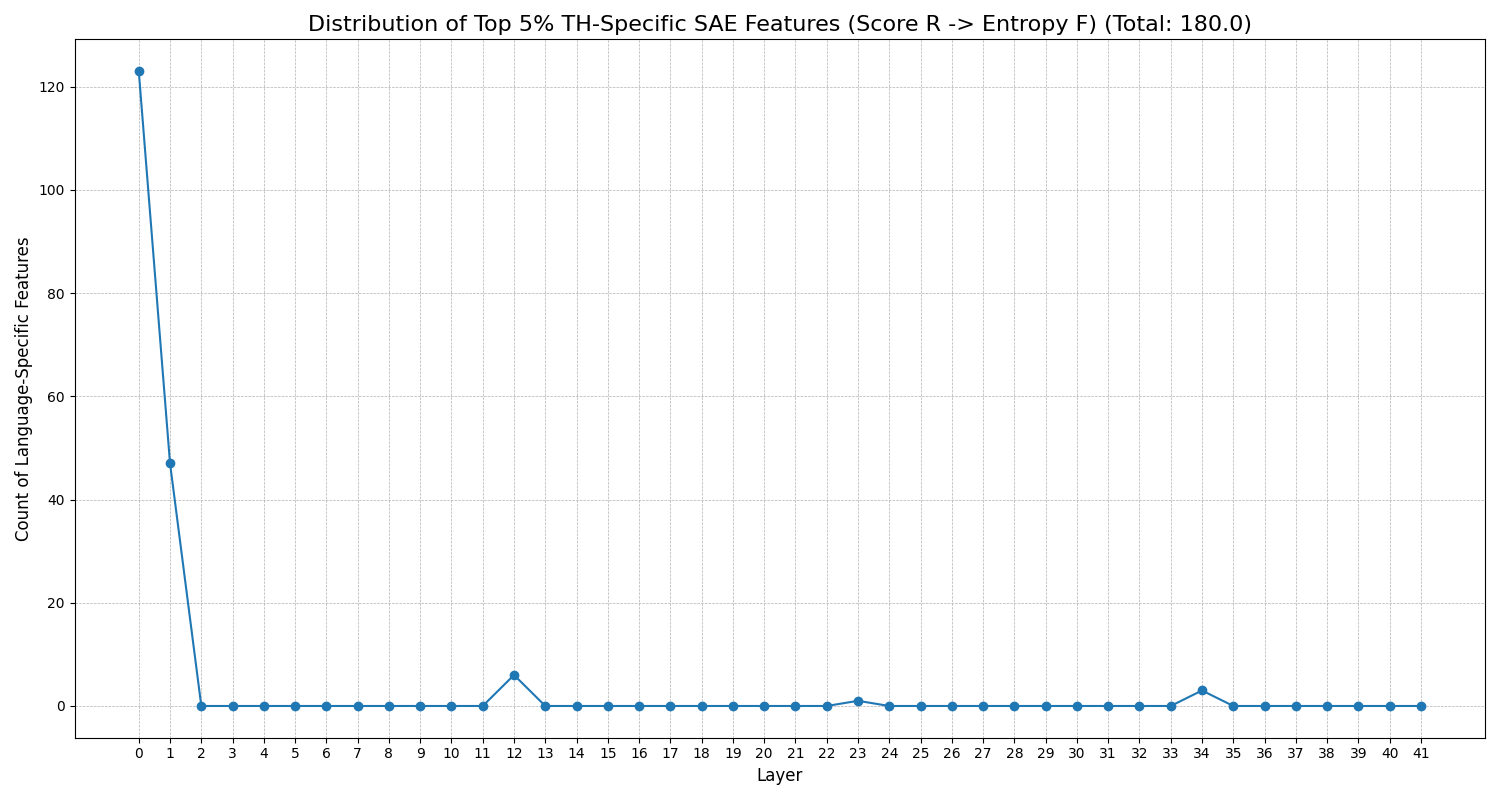 Distribution of Top 5% TH-Specific SAE Features (Score R -> Entropy F) (Total: 180.0)
Count of Language-Specific Features
120
100
80
60
40
20
0
0 1 2 3 4 5 6 7 8 9 10 11 12 13 14 15 16 17 18 19 20 21 22 23 24 25 26 27 28 29 30 31 32 33 34 35 36 37 38 39 40 41
Layer